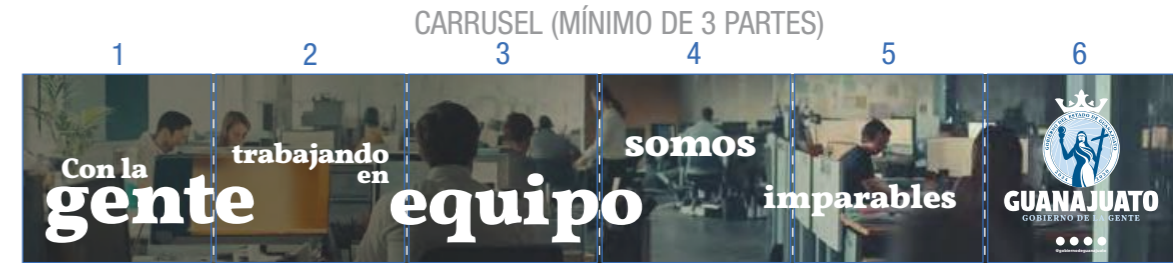 CARRUSEL (MÍNIMO DE 3 PARTES)
1 2 3 4 5 6
Con la
gente
trabajando
en
equipo
somos
imparables
GUANAJUATO
GOBIERNO DE LA GENTE